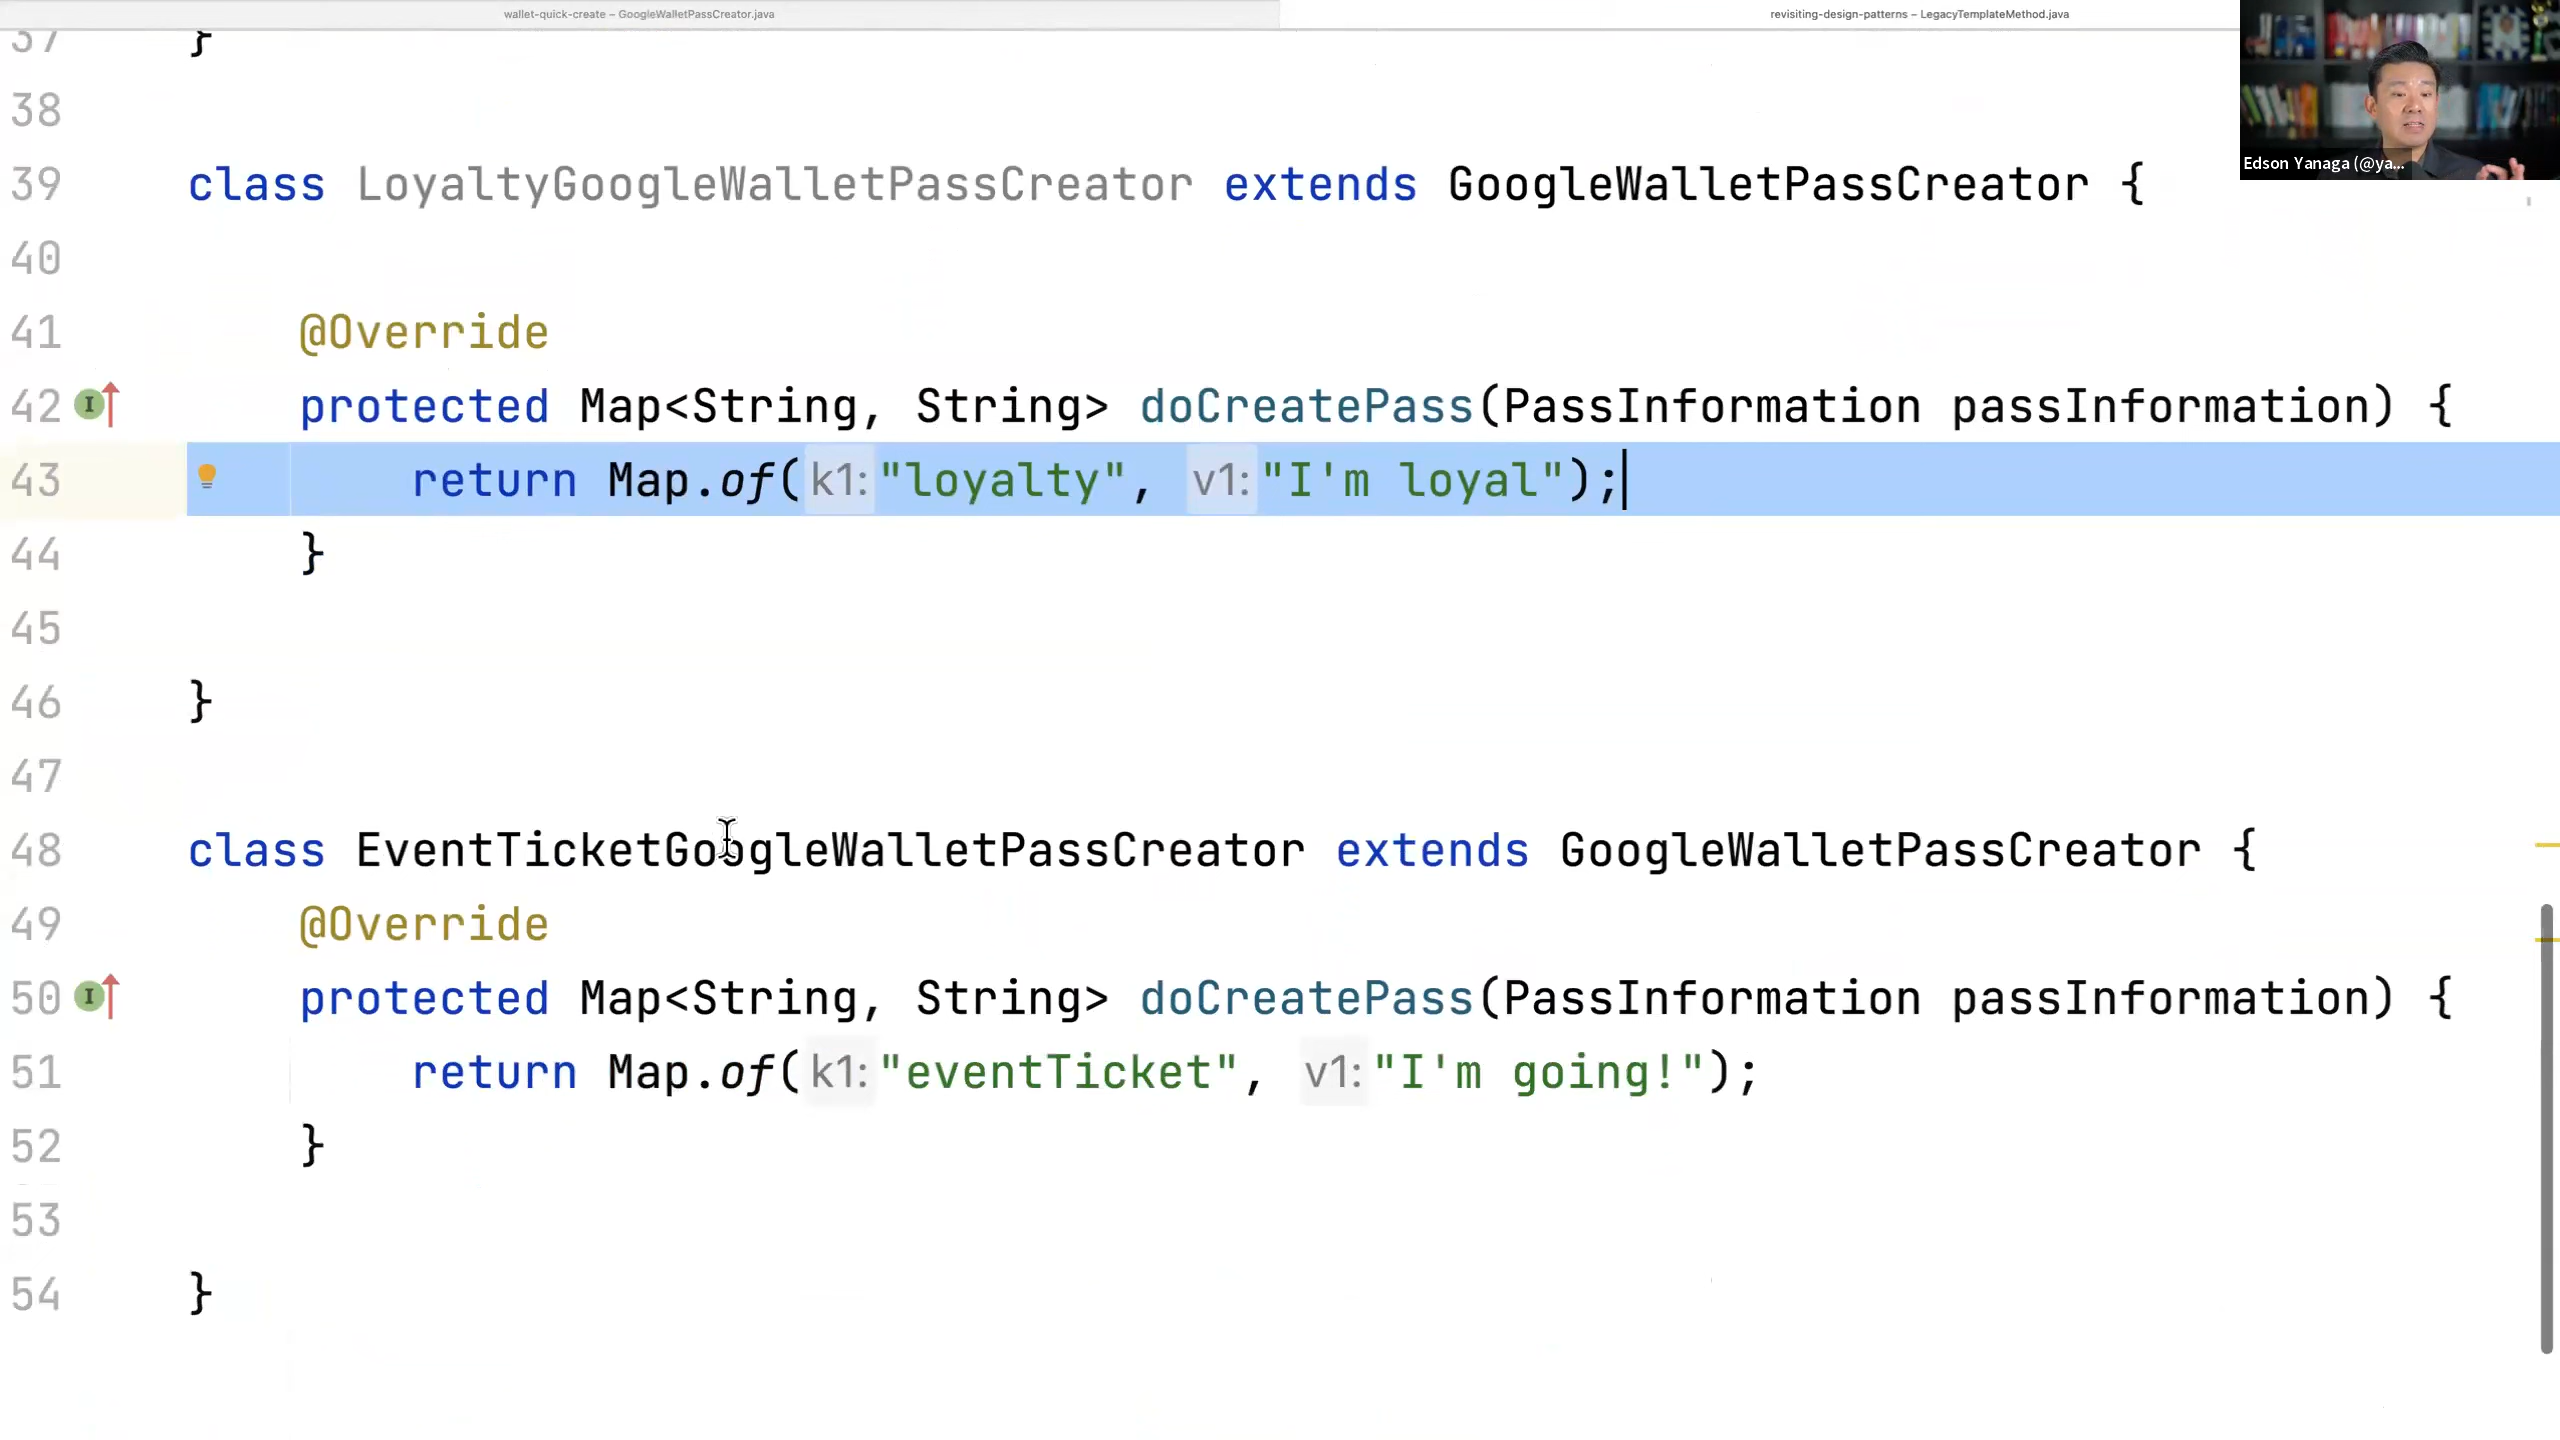 wallet-quick-create – GoogleWalletPassCreator.java
revisiting-design-patterns – LegacyTemplateMethod.java
Edson Yanaga (@ya...
37 }
38
39 class LoyaltyGoogleWalletPassCreator extends GoogleWalletPassCreator {
40
41 @Override
42 protected Map<String, String> doCreatePass(PassInformation passInformation) {
43 return Map.of( k1: "loyalty", v1: "I'm loyal");
44 }
45
46 }
47
48 class EventTicketGoogleWalletPassCreator extends GoogleWalletPassCreator {
49 @Override
50 protected Map<String, String> doCreatePass(PassInformation passInformation) {
51 return Map.of( k1: "eventTicket", v1: "I'm going!");
52 }
53
54 }